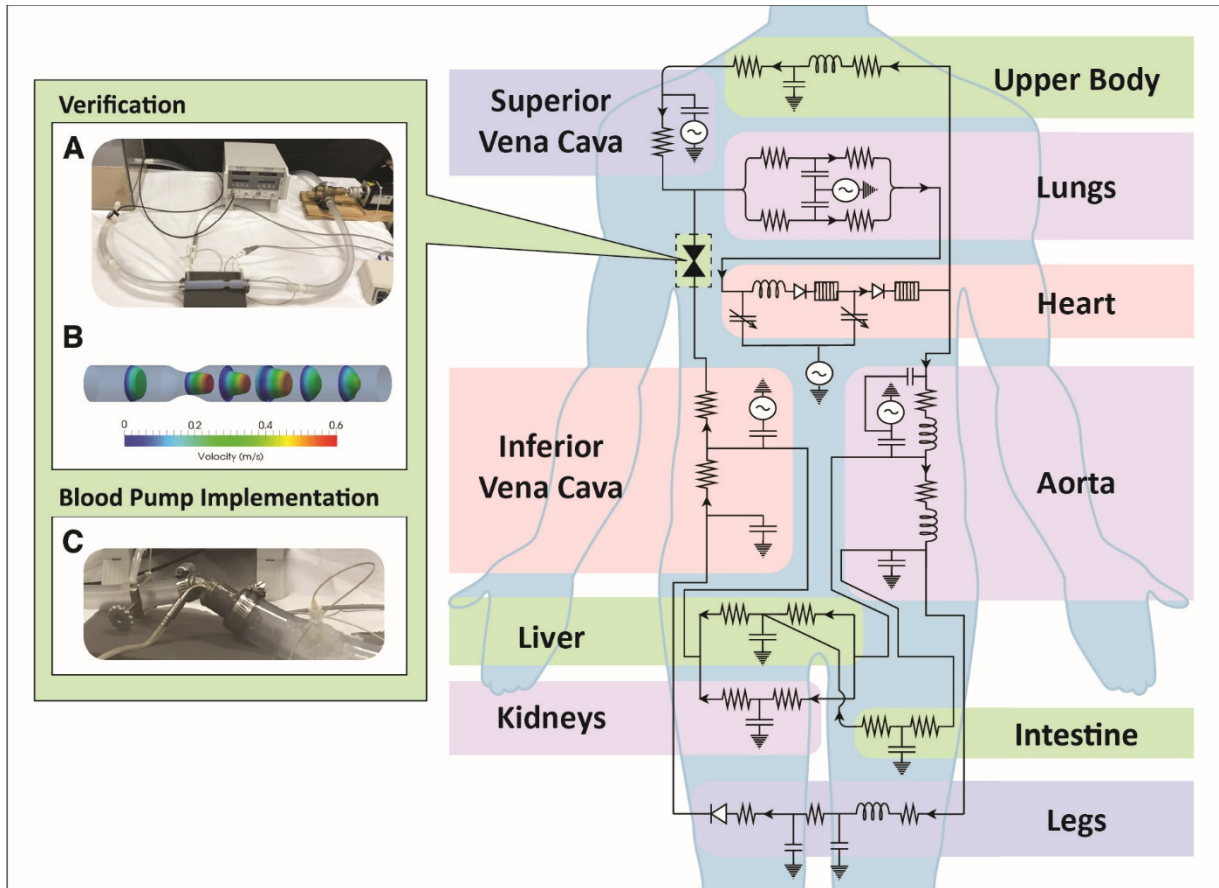 Verification
A
B
0 0.2 0.4 0.6
Velocity (m/s)
Blood Pump Implementation
C
Superior
Vena Cava
Upper Body
Lungs
Heart
Inferior
Vena Cava
Aorta
Liver
Kidneys
Intestine
Legs